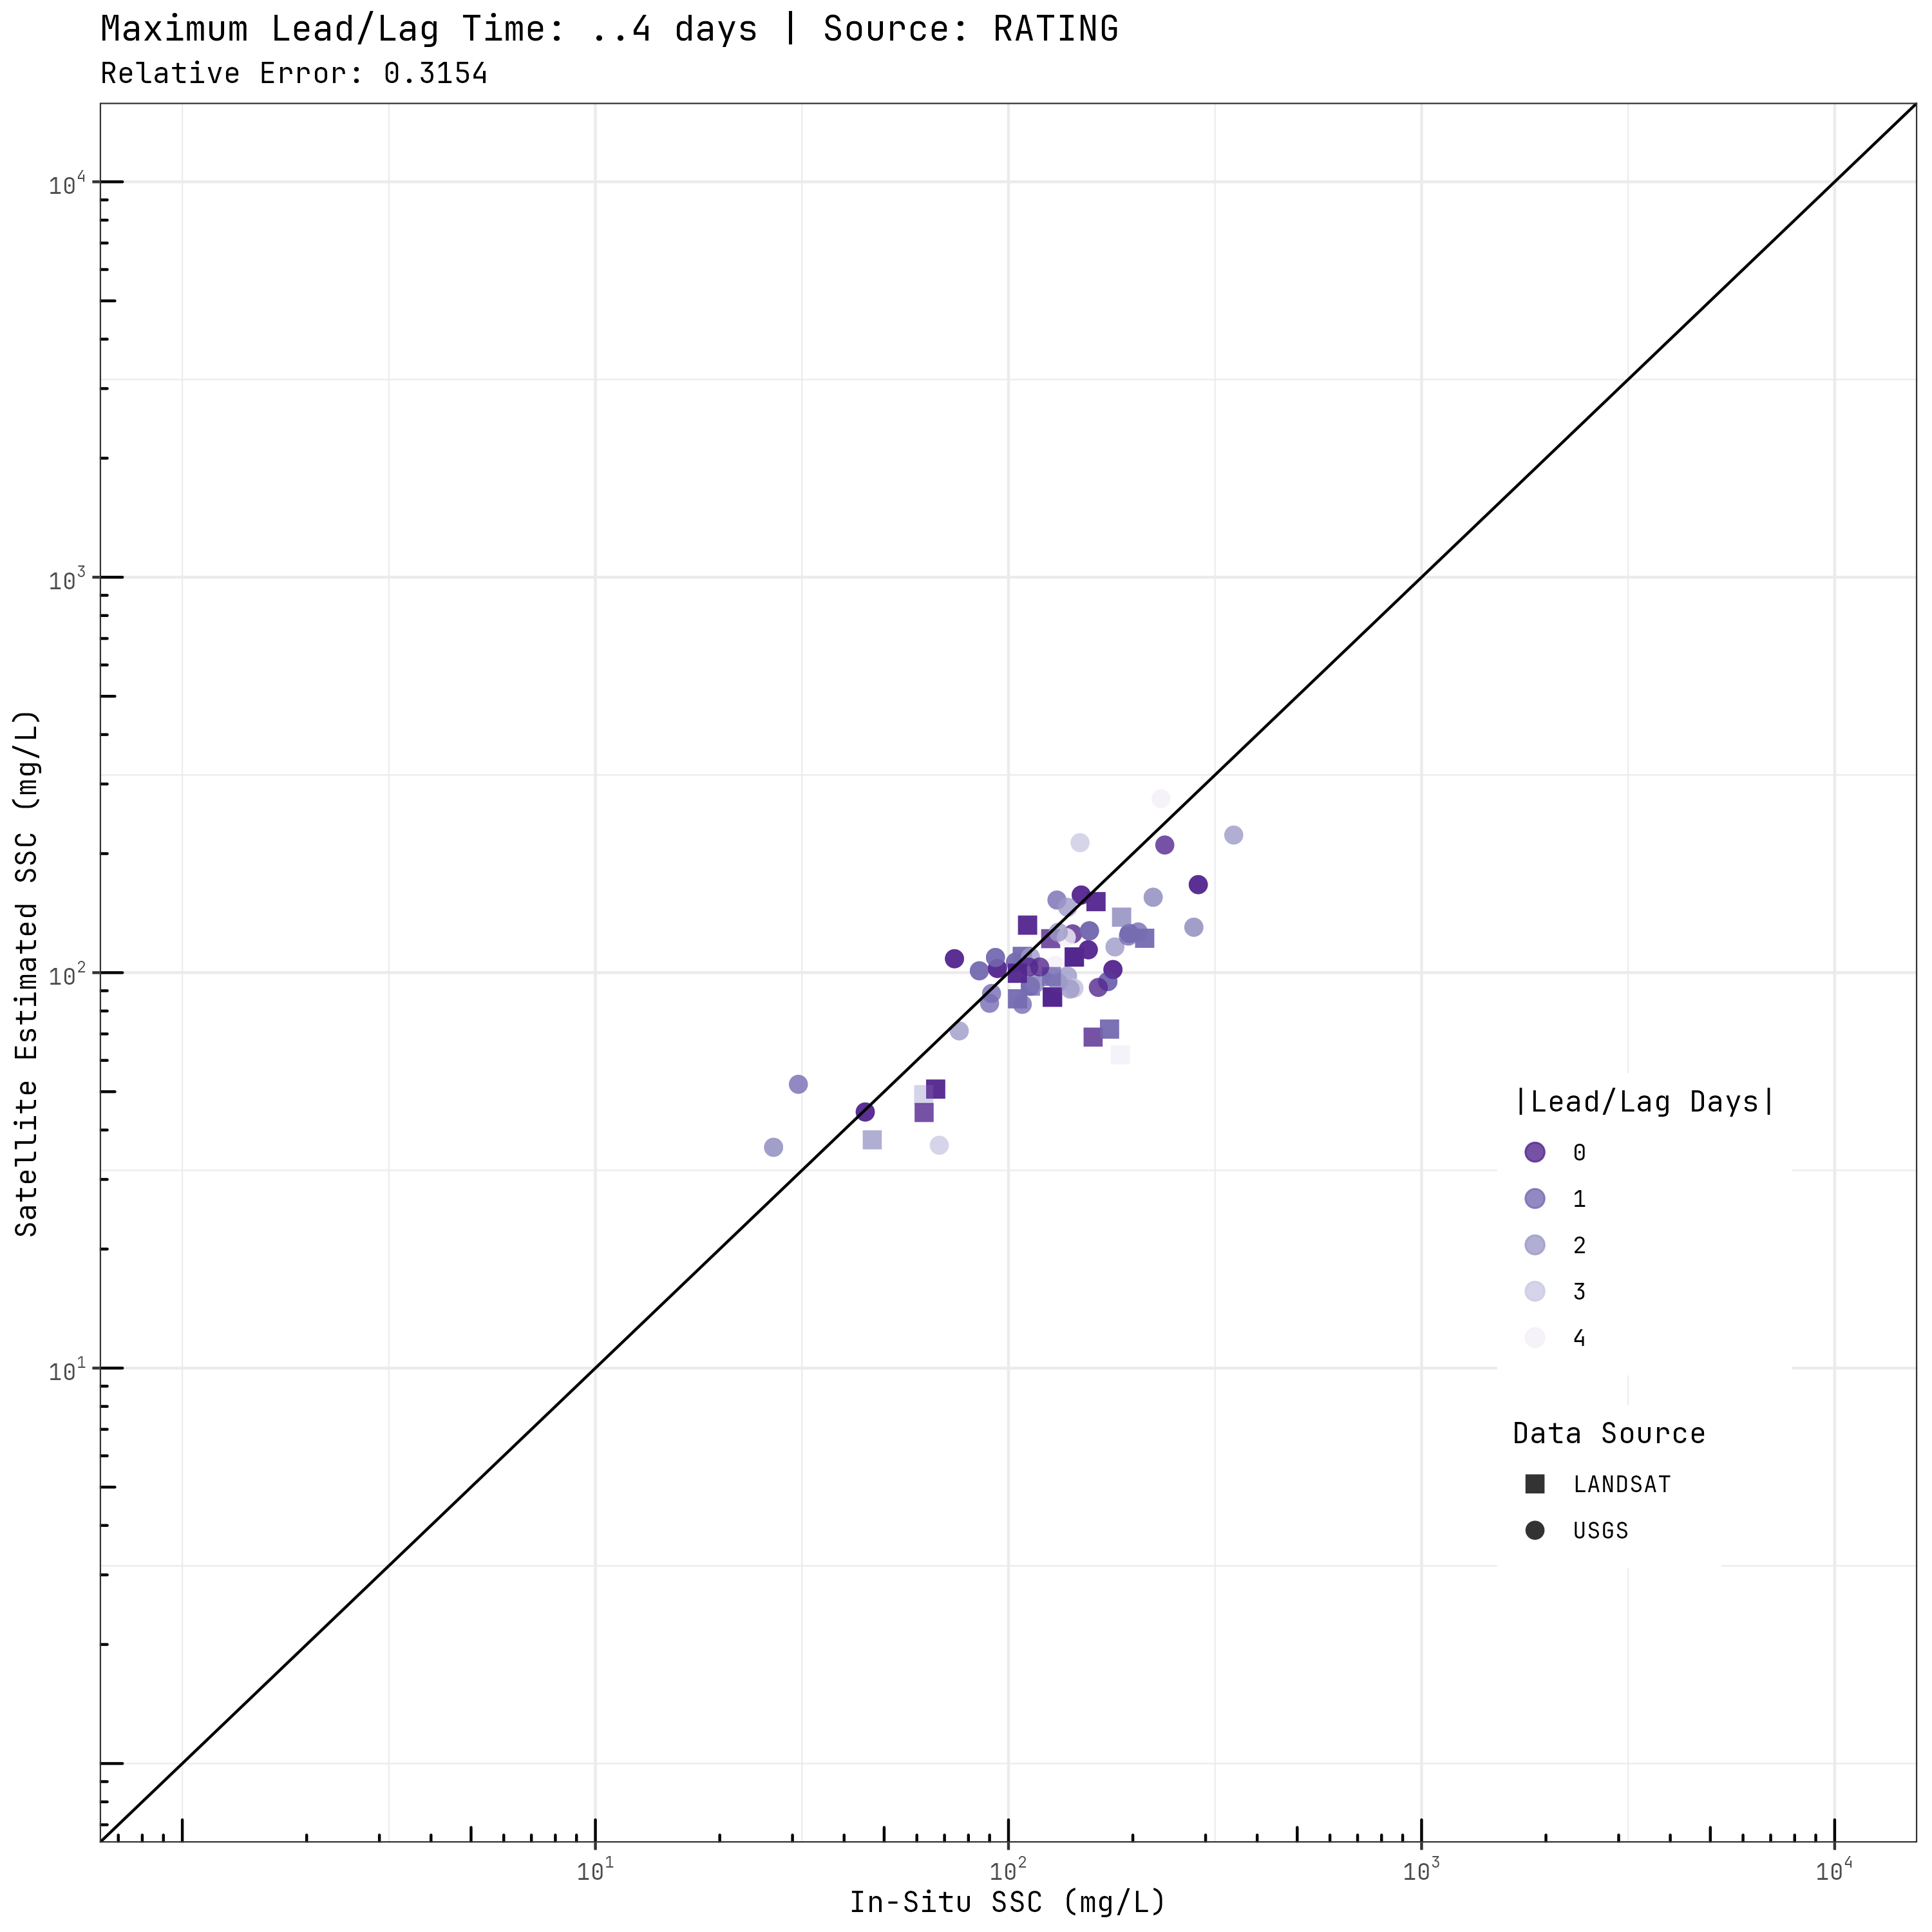 Maximum Lead/Lag Time: ..4 days | Source: RATING
Relative Error: 0.3154
10⁴
10³
10²
10¹
Satellite Estimated SSC (mg/L)
|Lead/Lag Days|
0
1
2
3
4
Data Source
LANDSAT
USGS
10¹ 10² 10³ 10⁴
In-Situ SSC (mg/L)